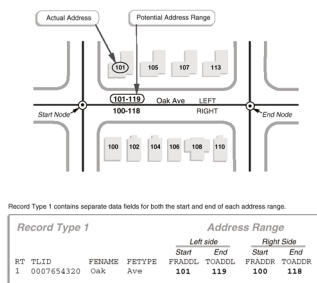 Actual Address Potential Address Range
101 105 107 113
101-119 Oak Ave LEFT
100-118 RIGHT
Start Node End Node
100 102 104 106 108 110
Record Type 1 contains separate data fields for both the start and end of each address range.
Record Type 1 Address Range
Left side Right Side
Start End Start End
RT TLID FENAME FETYPE FRADDL TOADDL FRADDR TOADDR
1 0007654320 Oak Ave 101 119 100 118